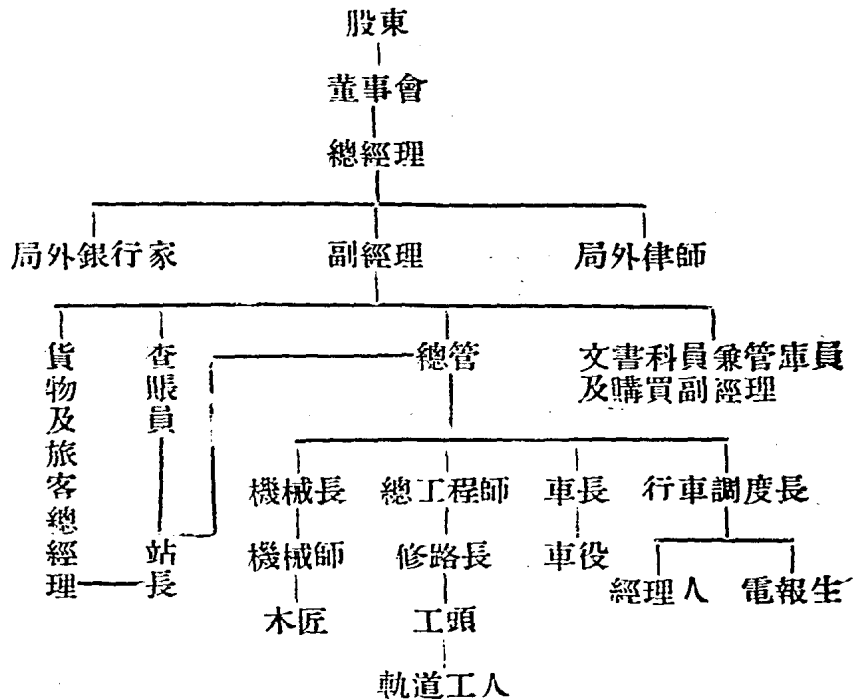 股東
董事會
總經理
局外銀行家
副經理
局外律師
貨物及旅客總經理
查賬員
總管
文書科員兼管庫員
及購買副經理
站長
機械長
總工程師
車長
行車調度長
機械師
修路長
車役
經理人
電報生
木匠
工頭
軌道工人